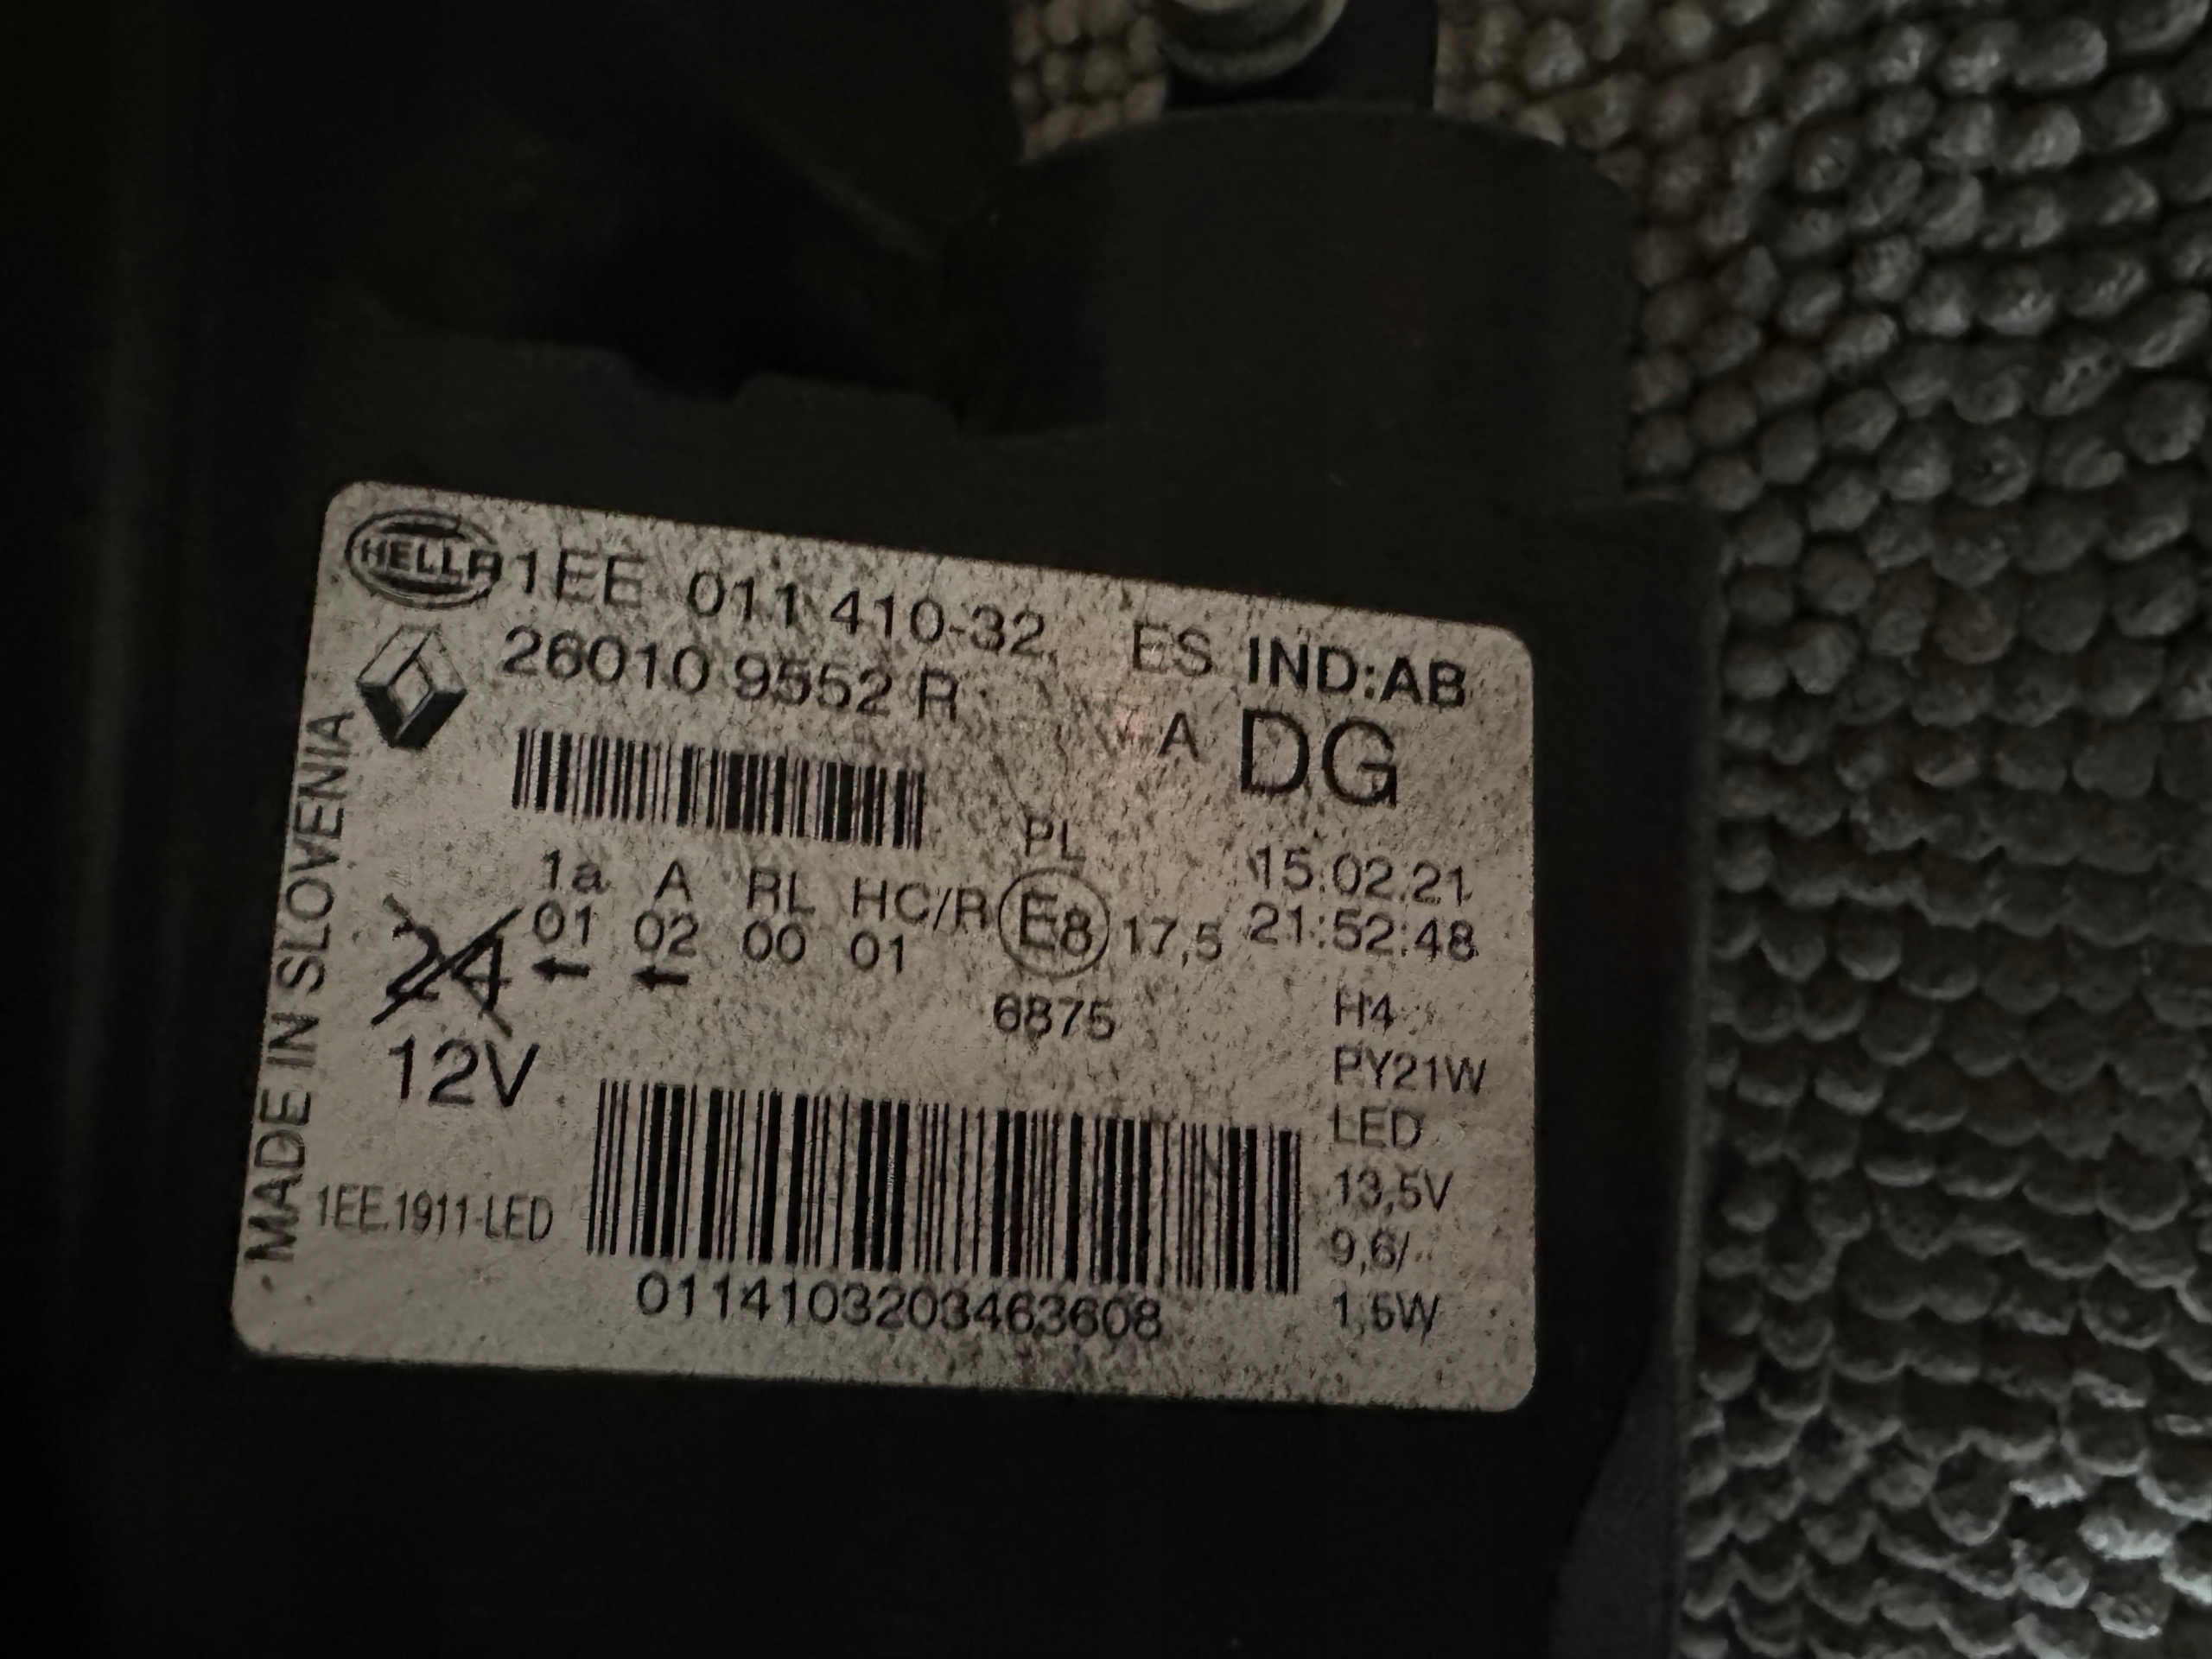 HELLA 1EE 011 410-32 ES IND:AB
26010 9552 R A DG
MADE IN SLOVENIA
PL
1a A RL HC/R E8 17,5 15.02.21
01 02 00 01 21:52:48
← ←
24
6875
12V
H4
PY21W
LED
13,5V
9,6/
1,5W
1EE.1911-LED
0114103203463608